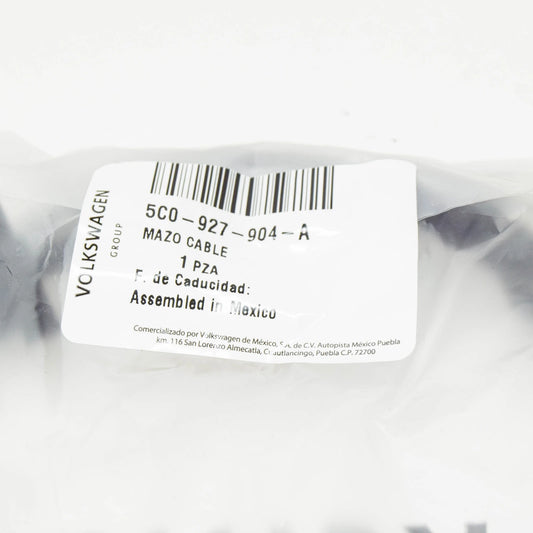 VOLKSWAGEN
GROUP
5C0-927-904-A
MAZO CABLE
1 PZA
F. de Caducidad:
Assembled in Mexico
Comercializado por Volkswagen de México, S.A. de C.V. Autopista México Puebla
km. 116 San Lorenzo Almecatla, Cuautlancingo, Puebla C.P. 72700